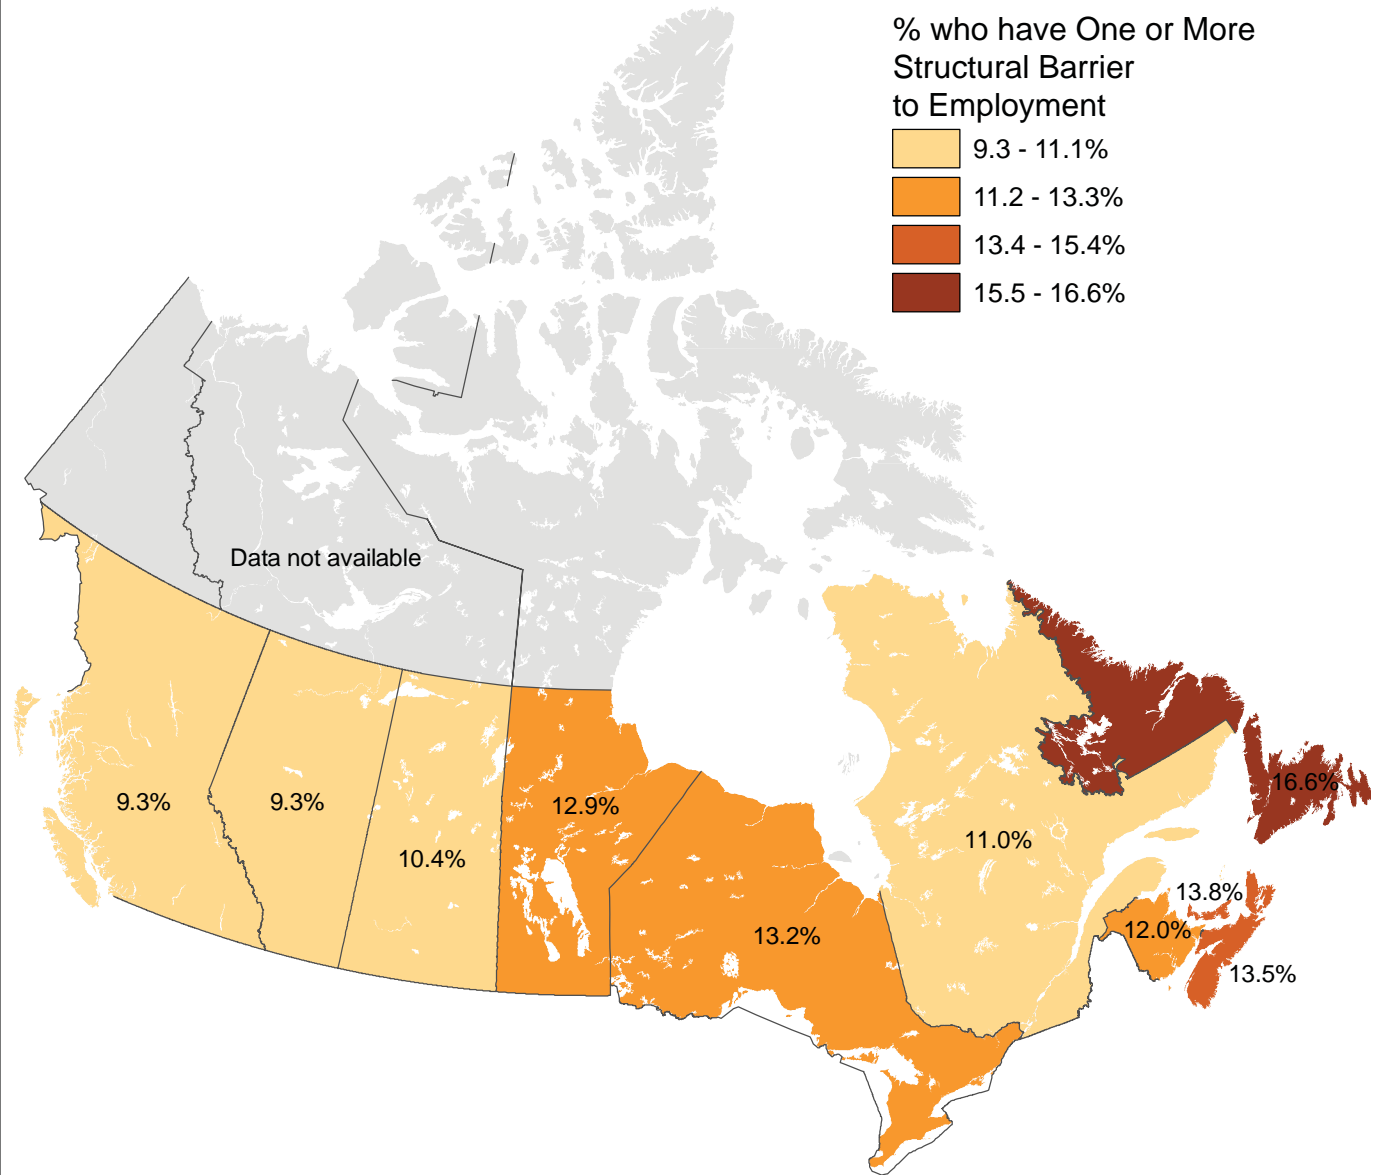 % who have One or More
Structural Barrier
to Employment
9.3 - 11.1%
11.2 - 13.3%
13.4 - 15.4%
15.5 - 16.6%
Data not available
9.3%
9.3%
10.4%
12.9%
13.2%
11.0%
16.6%
13.8%
12.0%
13.5%